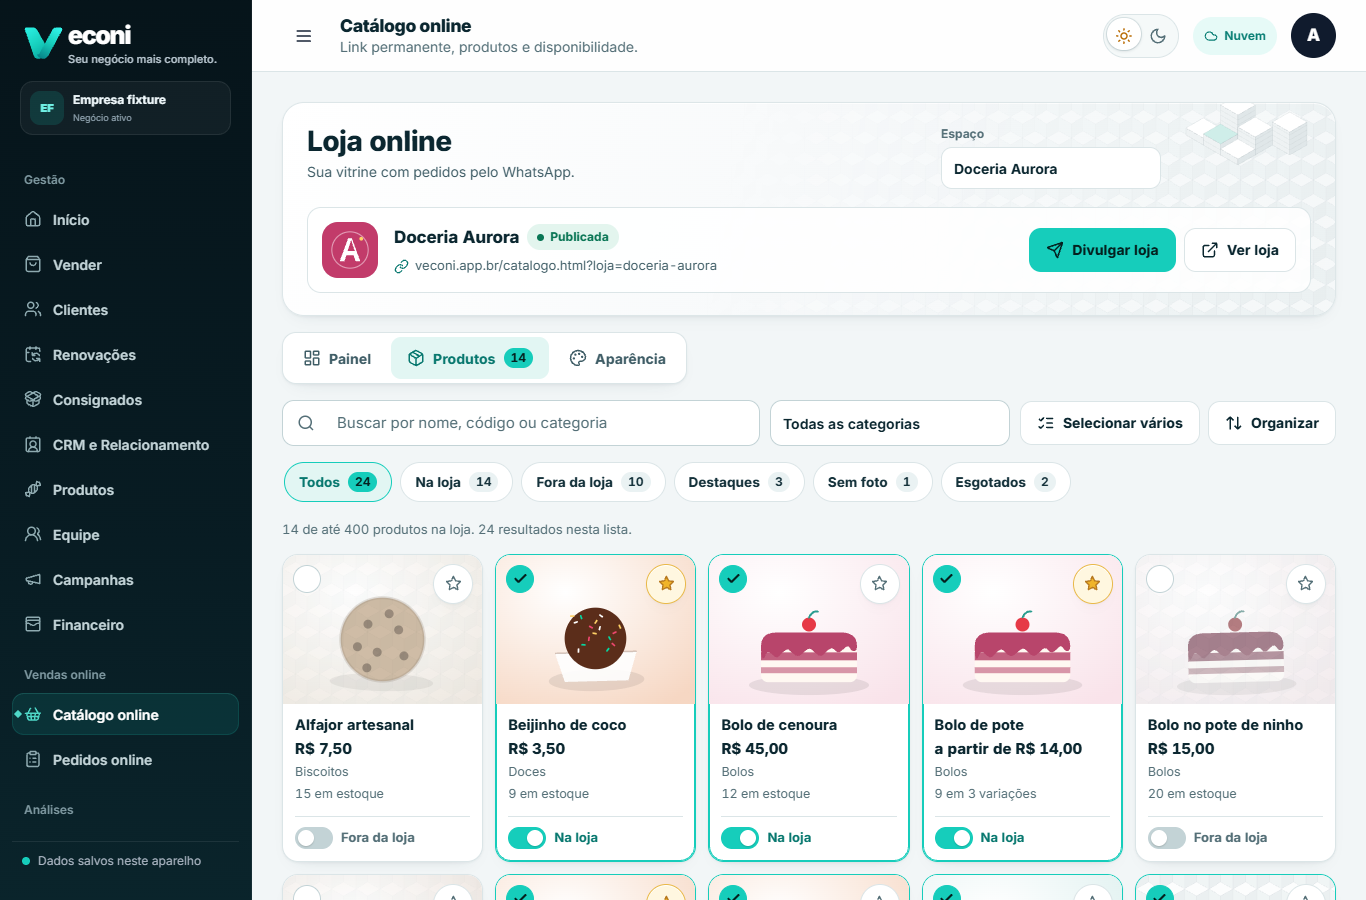 Veconi
Seu negócio mais completo.
EF
Empresa fixture
Negócio ativo
Gestão
Início
Vender
Clientes
Renovações
Consignados
CRM e Relacionamento
Produtos
Equipe
Campanhas
Financeiro
Vendas online
Catálogo online
Pedidos online
Análises
Dados salvos neste aparelho
Catálogo online
Link permanente, produtos e disponibilidade.
Nuvem
A
Loja online
Sua vitrine com pedidos pelo WhatsApp.
Espaço
Doceria Aurora
A
Doceria Aurora
Publicada
veconi.app.br/catalogo.html?loja=doceria-aurora
Divulgar loja
Ver loja
Painel
Produtos 14
Aparência
Buscar por nome, código ou categoria
Todas as categorias
Selecionar vários
Organizar
Todos 24
Na loja 14
Fora da loja 10
Destaques 3
Sem foto 1
Esgotados 2
14 de até 400 produtos na loja. 24 resultados nesta lista.
Alfajor artesanal
R$ 7,50
Biscoitos
15 em estoque
Fora da loja
Beijinho de coco
R$ 3,50
Doces
9 em estoque
Na loja
Bolo de cenoura
R$ 45,00
Bolos
12 em estoque
Na loja
Bolo de pote
a partir de R$ 14,00
Bolos
9 em 3 variações
Na loja
Bolo no pote de ninho
R$ 15,00
Bolos
20 em estoque
Fora da loja